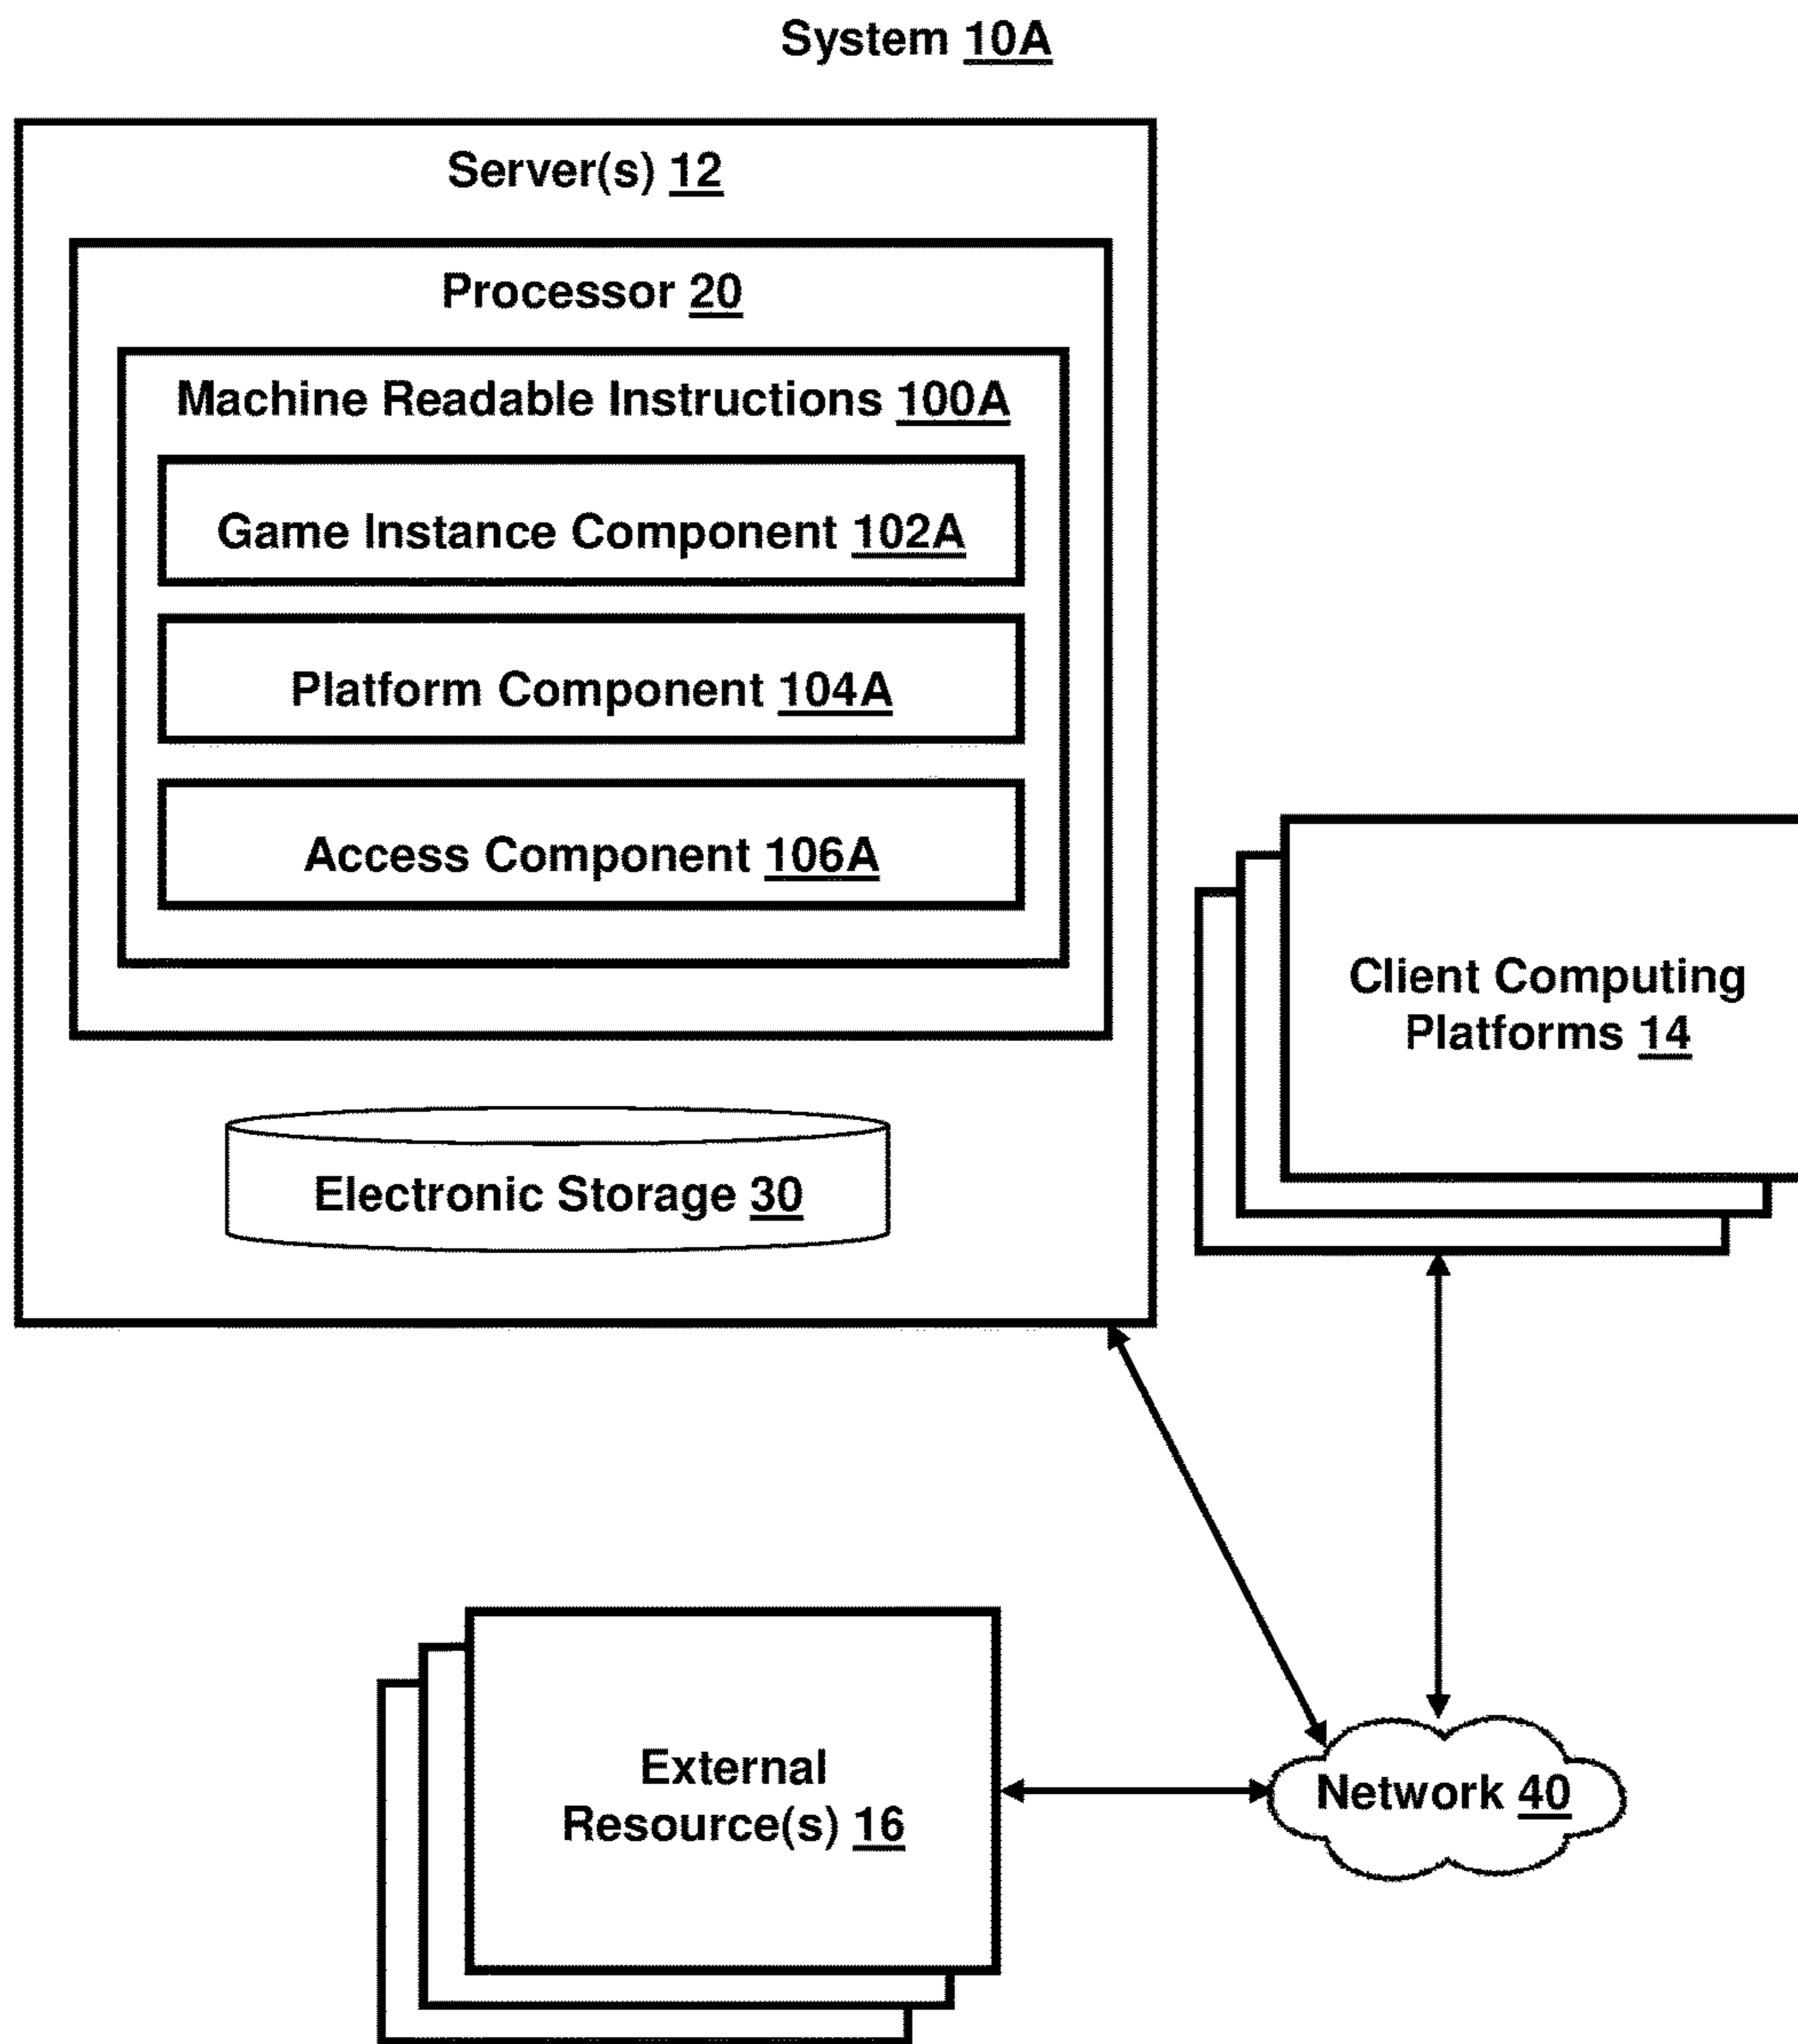 System 10A
Server(s) 12
Processor 20
Machine Readable Instructions 100A
Game Instance Component 102A
Platform Component 104A
Access Component 106A
Electronic Storage 30
Client Computing
Platforms 14
External
Resource(s) 16
Network 40